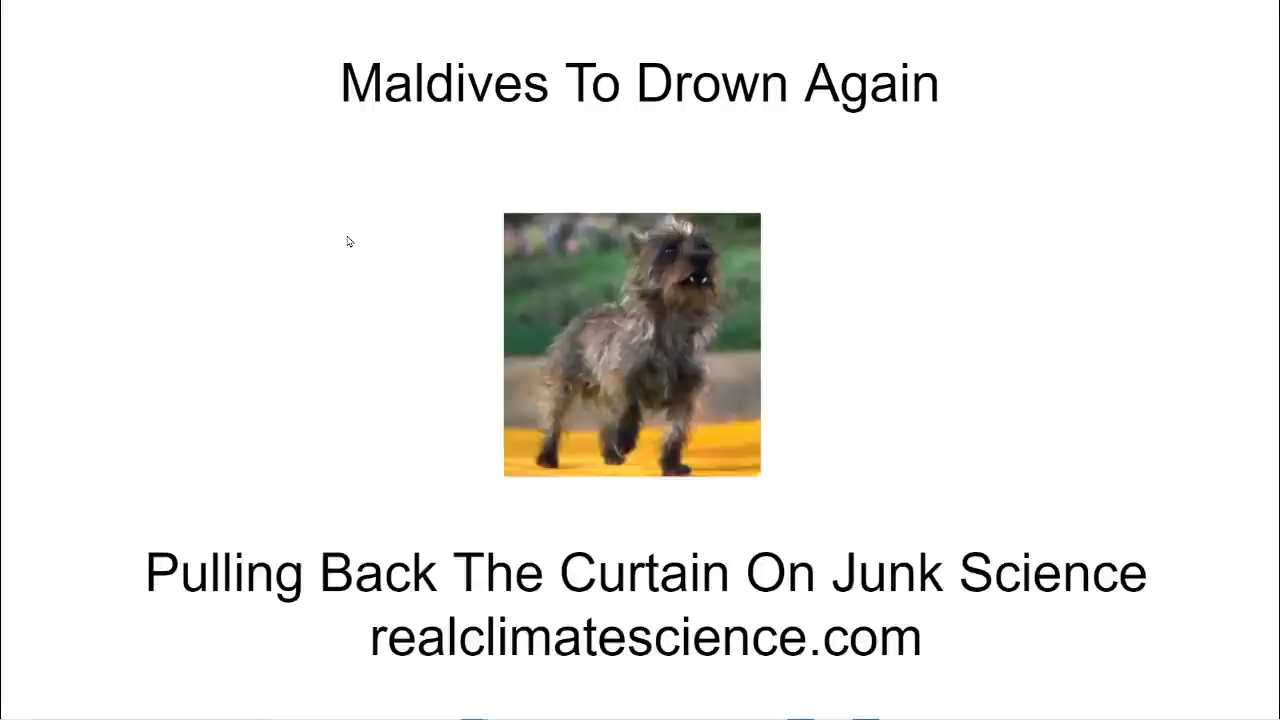 Maldives To Drown Again
Pulling Back The Curtain On Junk Science
realclimatescience.com